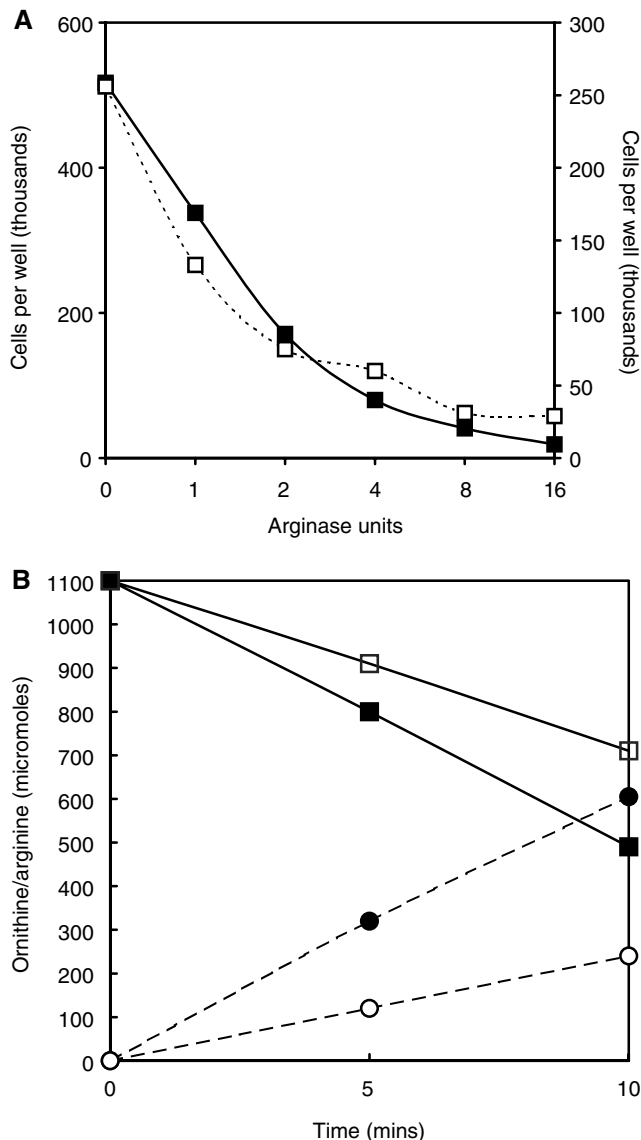 A
600
400
200
0
Cells per well (thousands)
300
250
200
150
100
50
0
Cells per well (thousands)
0 1 2 4 8 16
Arginase units
B
1100
1000
900
800
700
600
500
400
300
200
100
0
Ornithine/arginine (micromoles)
0 5 10
Time (mins)